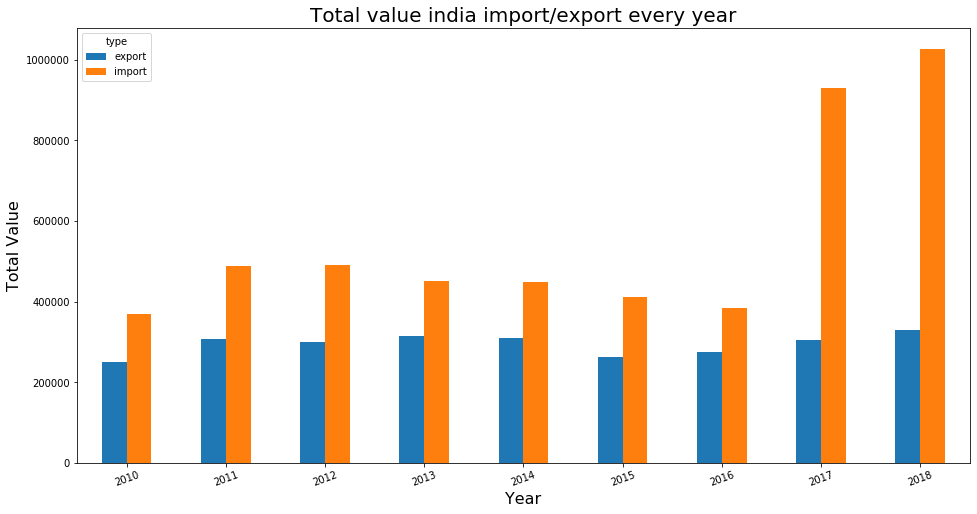 Total value india import/export every year
type
export
import
1000000
800000
600000
400000
200000
0
Total Value
2010 2011 2012 2013 2014 2015 2016 2017 2018
Year